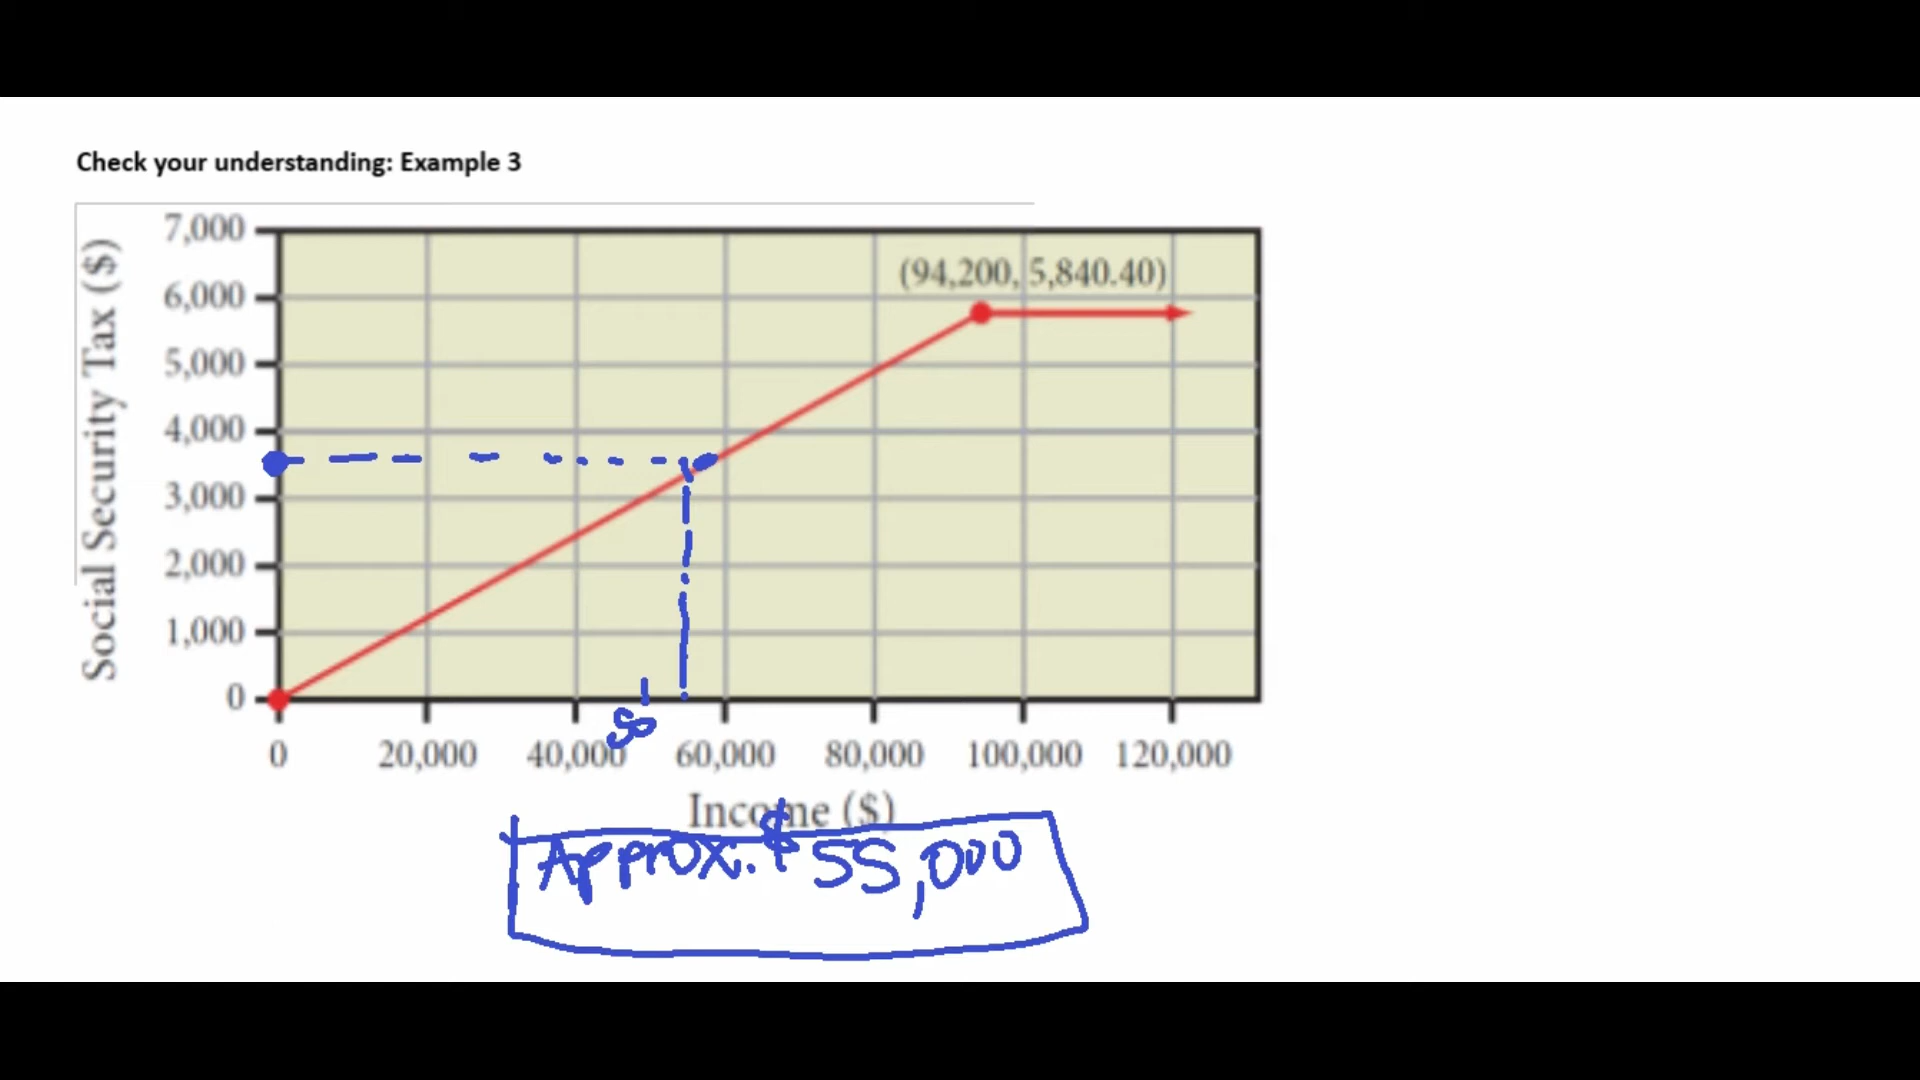 Check your understanding: Example 3
Social Security Tax ($)
7,000
6,000
5,000
4,000
3,000
2,000
1,000
0
(94,200, 5,840.40)
50
0 20,000 40,000 60,000 80,000 100,000 120,000
Income ($)
Approx. $55,000